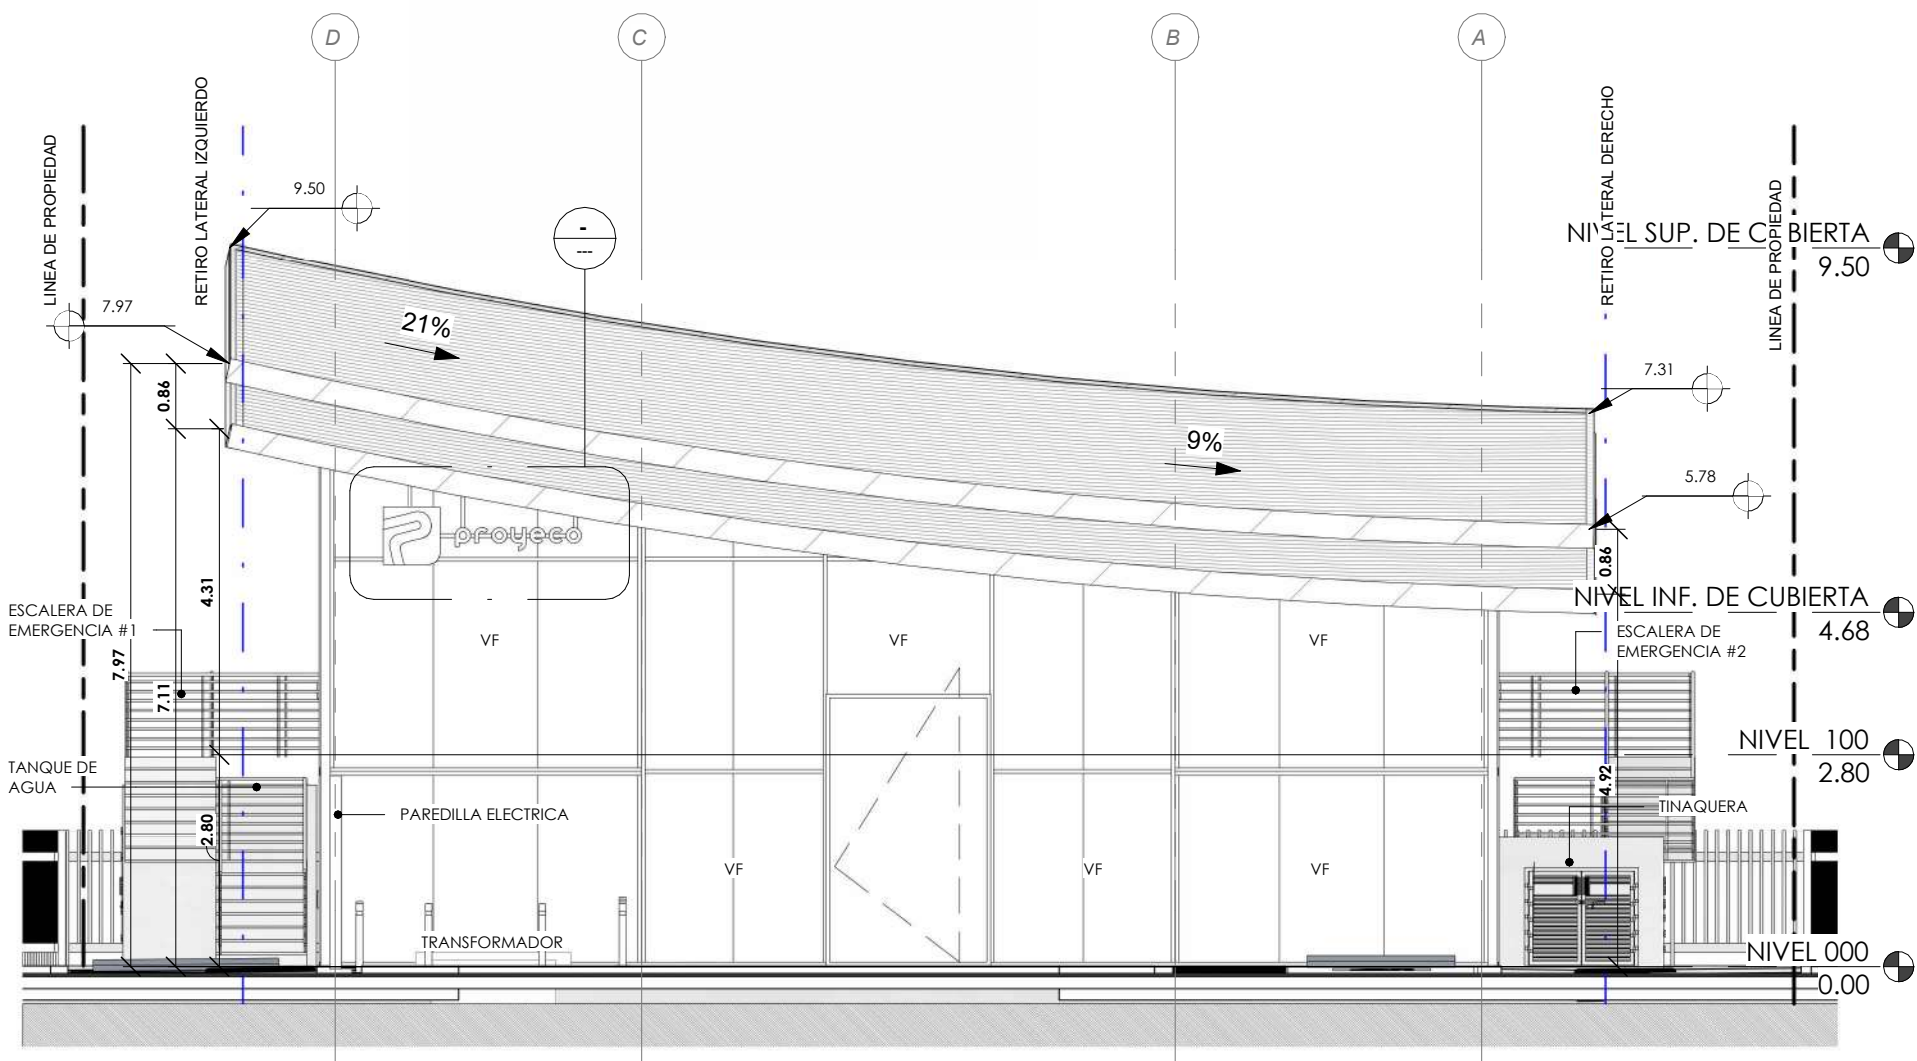 D
C
B
A
LINEA DE PROPIEDAD
RETIRO LATERAL IZQUIERDO
RETIRO LATERAL DERECHO
LINEA DE PROPIEDAD
9.50
-
---
NIVEL SUP. DE CUBIERTA
9.50
7.97
21%
7.31
0.86
9%
5.78
-
proyeco
-
4.31
0.86
NIVEL INF. DE CUBIERTA
4.68
ESCALERA DE
EMERGENCIA #1
VF
VF
VF
ESCALERA DE
EMERGENCIA #2
7.97
7.11
NIVEL 100
2.80
TANQUE DE
AGUA
4.92
TINAQUERA
PAREDILLA ELECTRICA
2.80
VF
VF
VF
TRANSFORMADOR
NIVEL 000
0.00